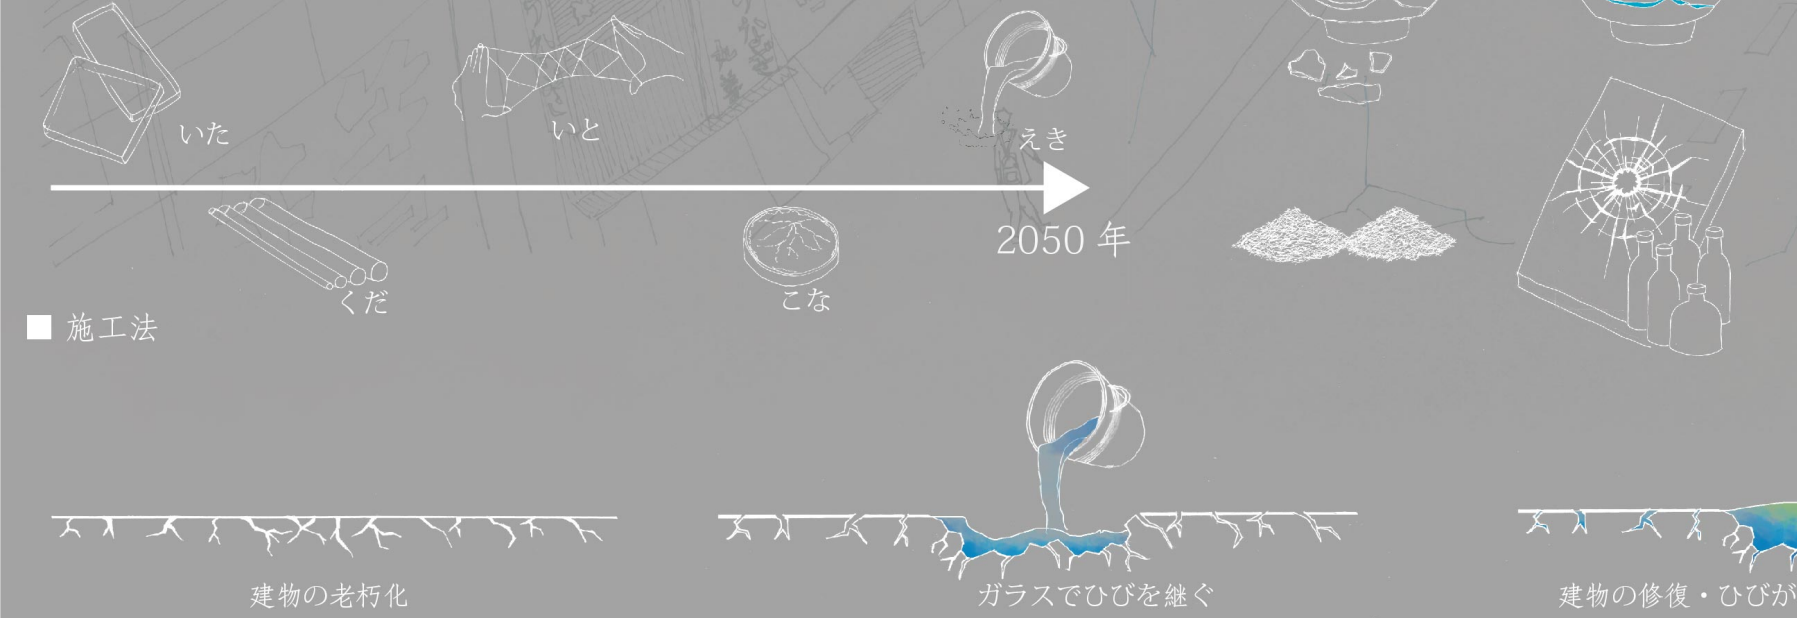 いた
いと
えき
2050 年
くだ
こな
■ 施工法
建物の老朽化
ガラスでひびを継ぐ
建物の修復・ひびが